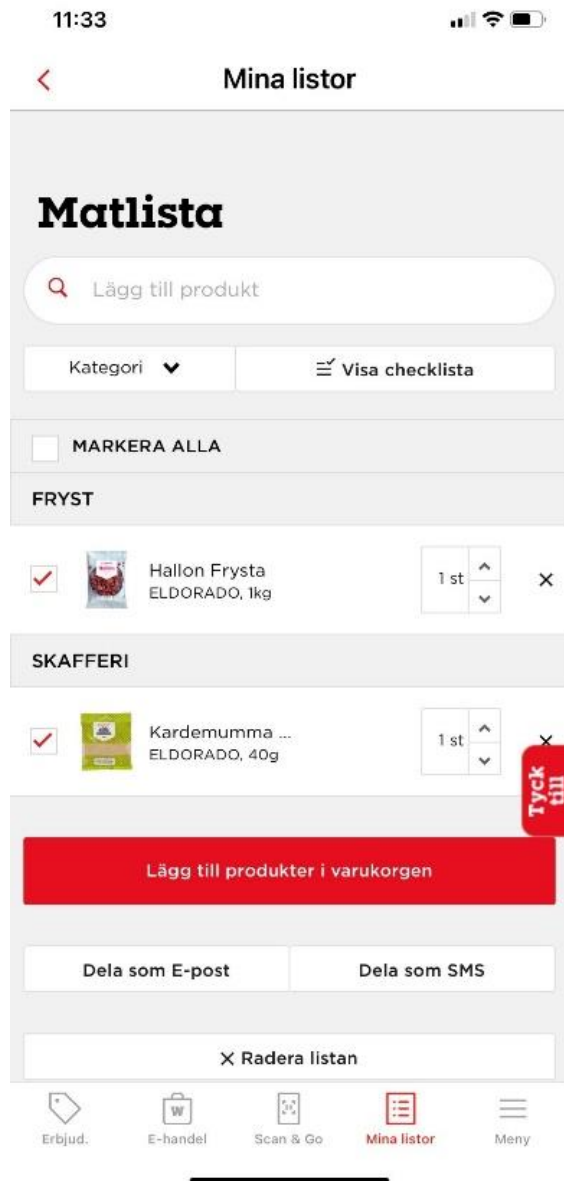 11:33
Mina listor
Matlista
Lägg till produkt
Kategori
Visa checklista
MARKERA ALLA
FRYST
Hallon Frysta
1 st
ELDORADO, 1kg
SKAFFERI
Kardemumma ...
1 st
ELDORADO, 40g
Tyck
till
Lägg till produkter i varukorgen
Dela som E-post
Dela som SMS
Radera listan
W
Erbjud.
E-handel
Scan & Go
Mina listor
Meny